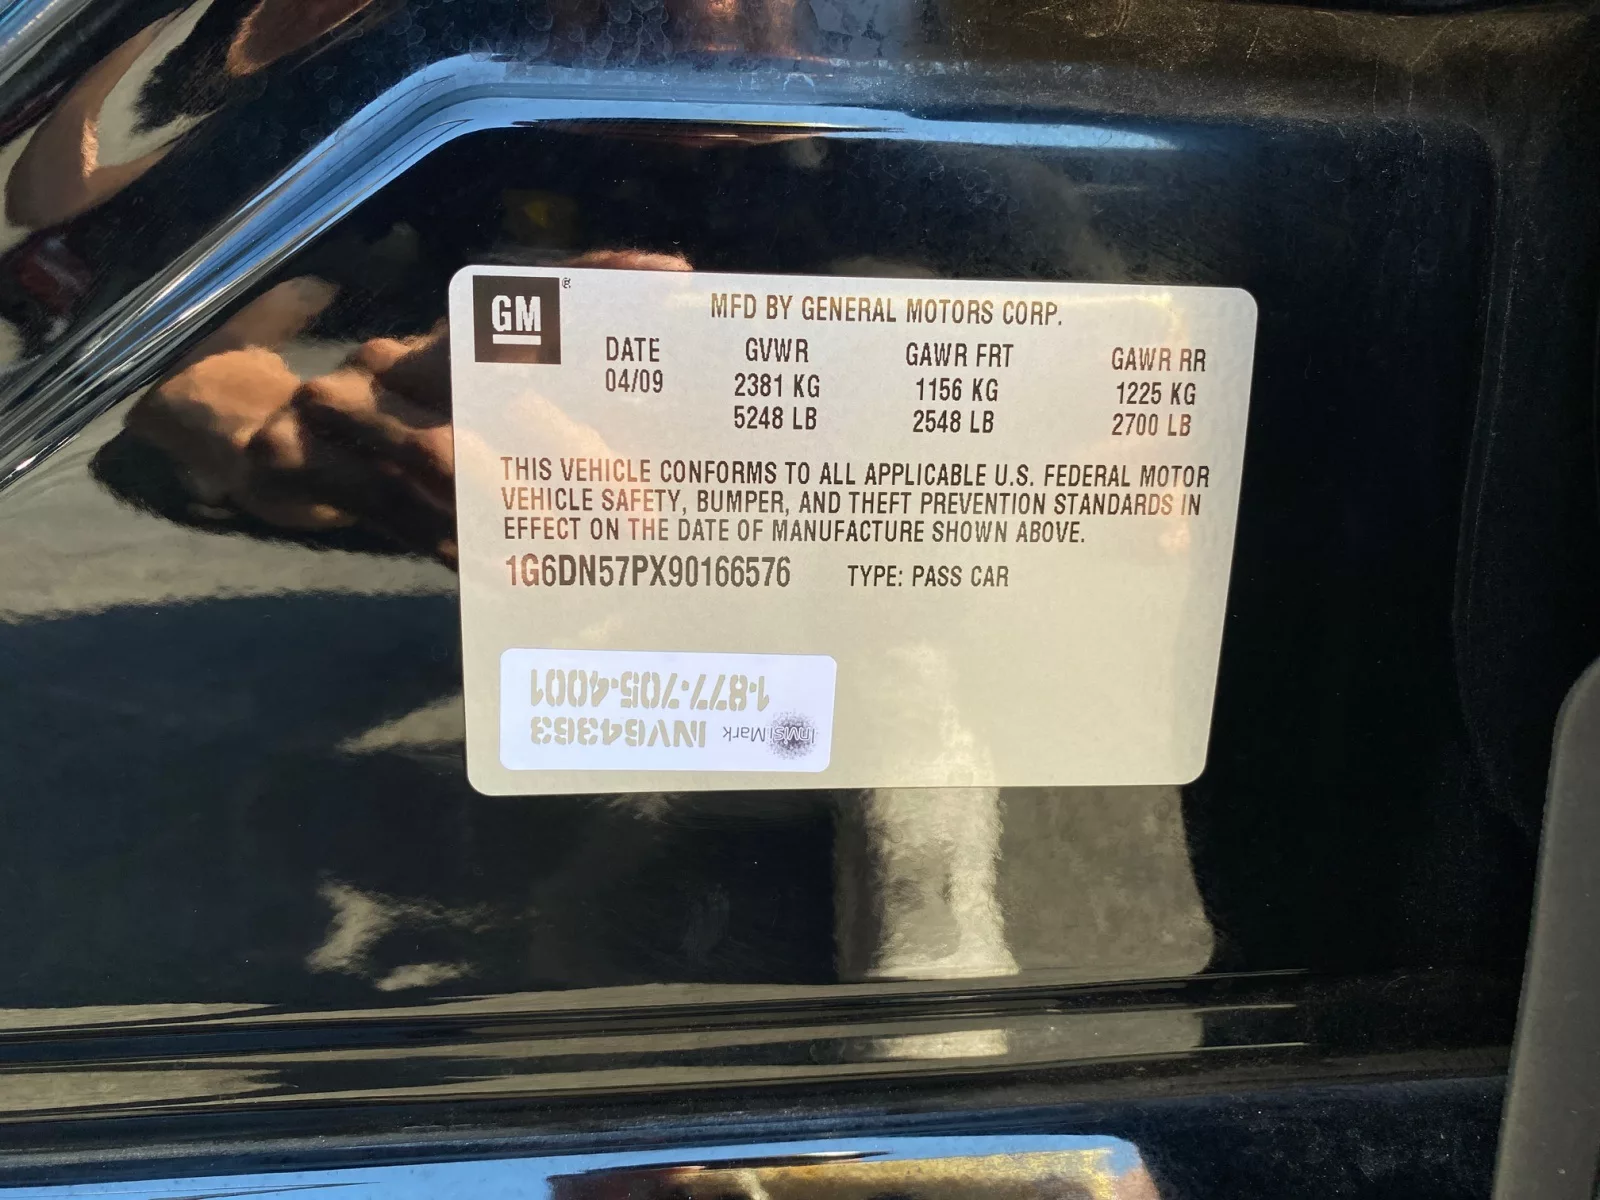 GM
MFD BY GENERAL MOTORS CORP.
DATE GVWR GAWR FRT GAWR RR
04/09 2381 KG 1156 KG 1225 KG
5248 LB 2548 LB 2700 LB
THIS VEHICLE CONFORMS TO ALL APPLICABLE U.S. FEDERAL MOTOR
VEHICLE SAFETY, BUMPER, AND THEFT PREVENTION STANDARDS IN
EFFECT ON THE DATE OF MANUFACTURE SHOWN ABOVE.
1G6DN57PX90166576 TYPE: PASS CAR
InvisiMark INV64363
1-877-705-4001